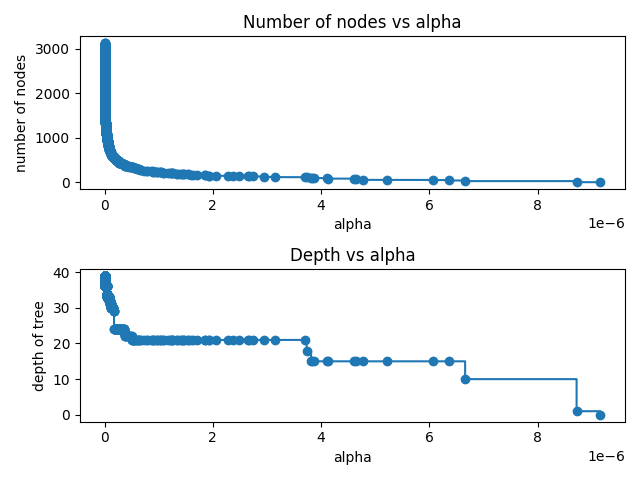 Number of nodes vs alpha
number of nodes
3000
2000
1000
0
0 2 4 6 8
1e−6
alpha
Depth vs alpha
depth of tree
40
30
20
10
0
0 2 4 6 8
1e−6
alpha